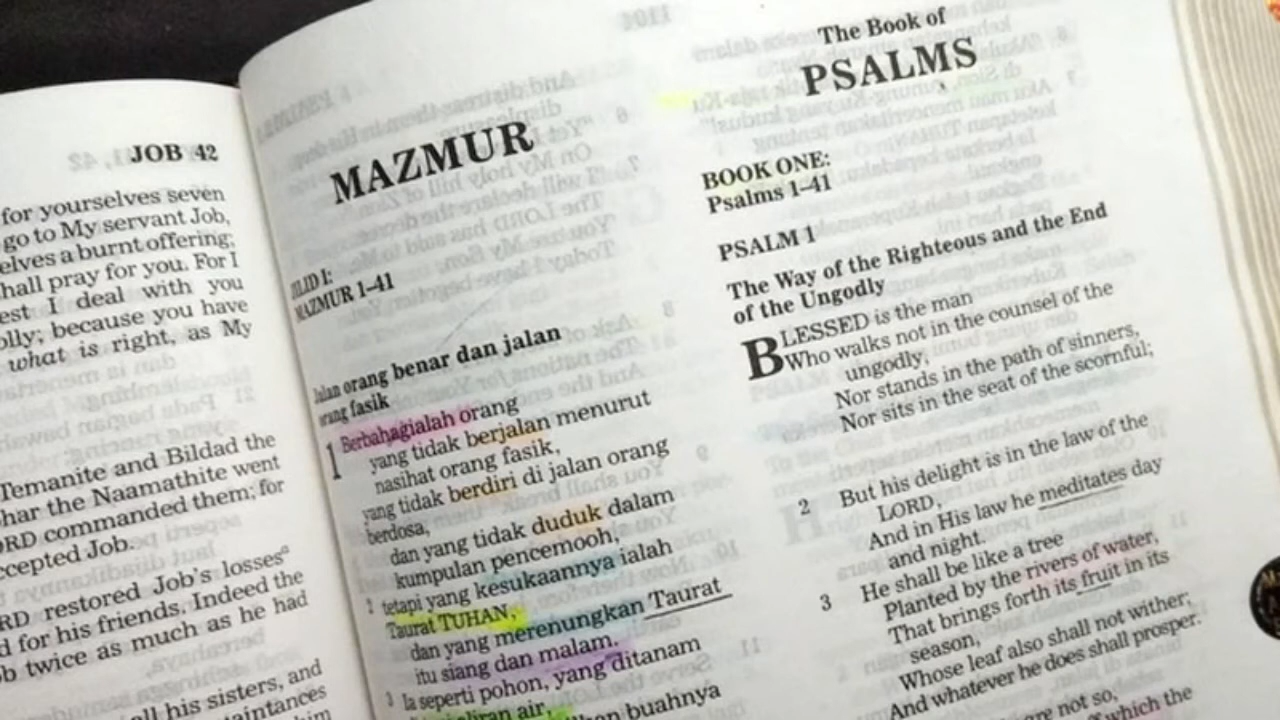 JOB 42
for yourselves seven
go to My servant Job,
a burnt offering;
shall pray for you. For I
I deal with you
because you have
what is right, as My
Temanite and Bildad the
the Naamathite went
commanded them; for
accepted Job.
restored Job's losses
for his friends. Indeed the
twice as much as he had
all his sisters, and
MAZMUR
JILID I:
MAZMUR 1–41
Jalan orang benar dan jalan
orang fasik
1 Berbahagialah orang
yang tidak berjalan menurut
nasihat orang fasik,
yang tidak berdiri di jalan orang
berdosa,
dan yang tidak duduk dalam
kumpulan pencemooh,
2 tetapi yang kesukaannya ialah
Taurat TUHAN,
dan yang merenungkan Taurat
itu siang dan malam.
3 Ia seperti pohon, yang ditanam
aliran air,
buahnya
The Book of
PSALMS
BOOK ONE:
Psalms 1–41
PSALM 1
The Way of the Righteous and the End
of the Ungodly
BLESSED is the man
Who walks not in the counsel of the
ungodly,
Nor stands in the path of sinners,
Nor sits in the seat of the scornful;
2 But his delight is in the law of the
LORD,
And in His law he meditates day
and night.
3 He shall be like a tree
Planted by the rivers of water,
That brings forth its fruit in its
season,
Whose leaf also shall not wither;
And whatever he does shall prosper.
are not so,
which the